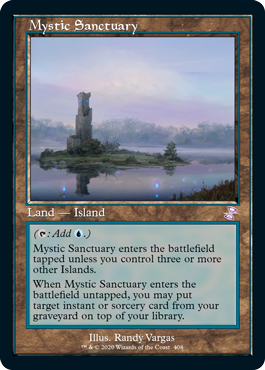 Mystic Sanctuary
Land — Island
(T: Add U.)
Mystic Sanctuary enters the battlefield
tapped unless you control three or more
other Islands.
When Mystic Sanctuary enters the
battlefield untapped, you may put
target instant or sorcery card from your
graveyard on top of your library.
Illus. Randy Vargas
™ & © 2020 Wizards of the Coast 408